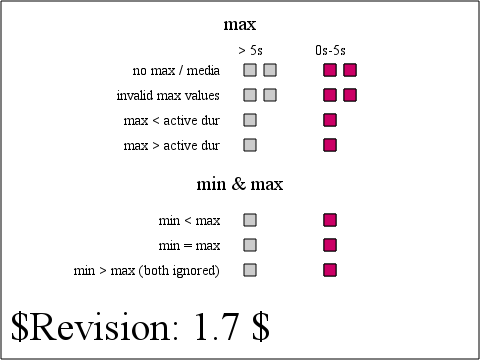 max
> 5s 0s-5s
no max / media
invalid max values
max < active dur
max > active dur
min & max
min < max
min = max
min > max (both ignored)
$Revision: 1.7 $